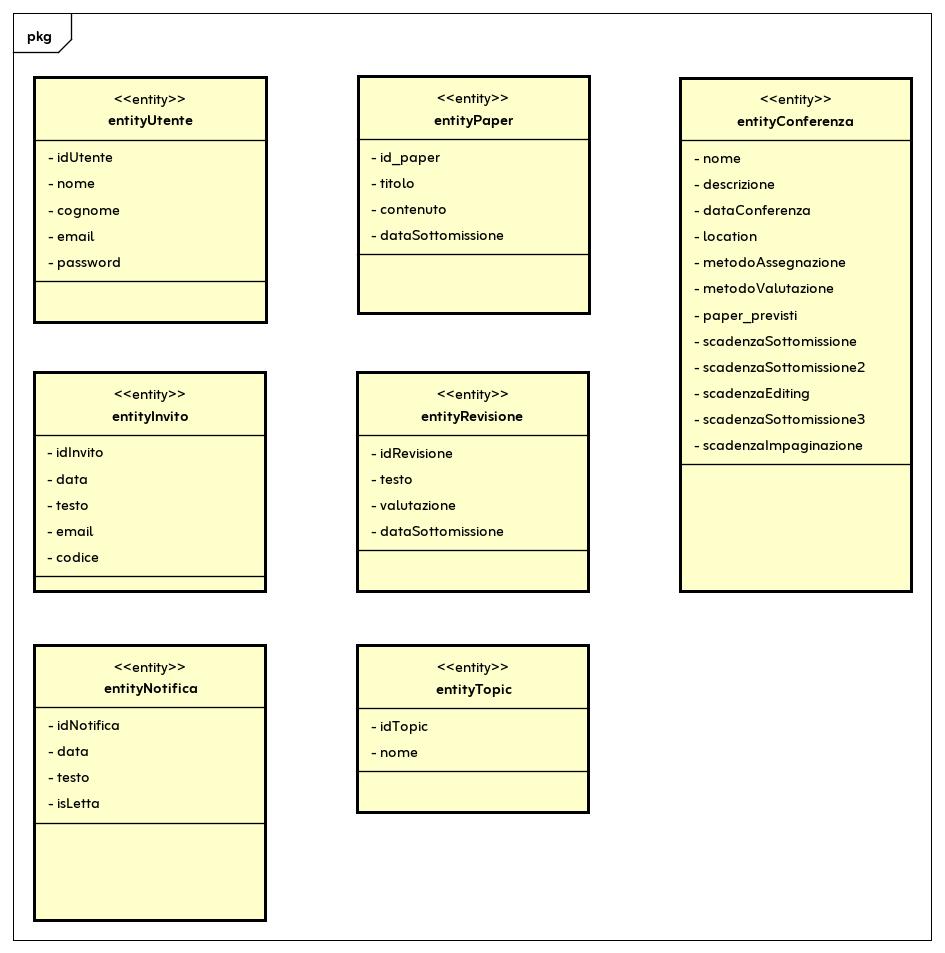 pkg
<<entity>>
entityUtente
- idUtente
- nome
- cognome
- email
- password
<<entity>>
entityPaper
- id_paper
- titolo
- contenuto
- dataSottomissione
<<entity>>
entityConferenza
- nome
- descrizione
- dataConferenza
- location
- metodoAssegnazione
- metodoValutazione
- paper_previsti
- scadenzaSottomissione
- scadenzaSottomissione2
- scadenzaEditing
- scadenzaSottomissione3
- scadenzaImpaginazione
<<entity>>
entityInvito
- idInvito
- data
- testo
- email
- codice
<<entity>>
entityRevisione
- idRevisione
- testo
- valutazione
- dataSottomissione
<<entity>>
entityNotifica
- idNotifica
- data
- testo
- isLetta
<<entity>>
entityTopic
- idTopic
- nome